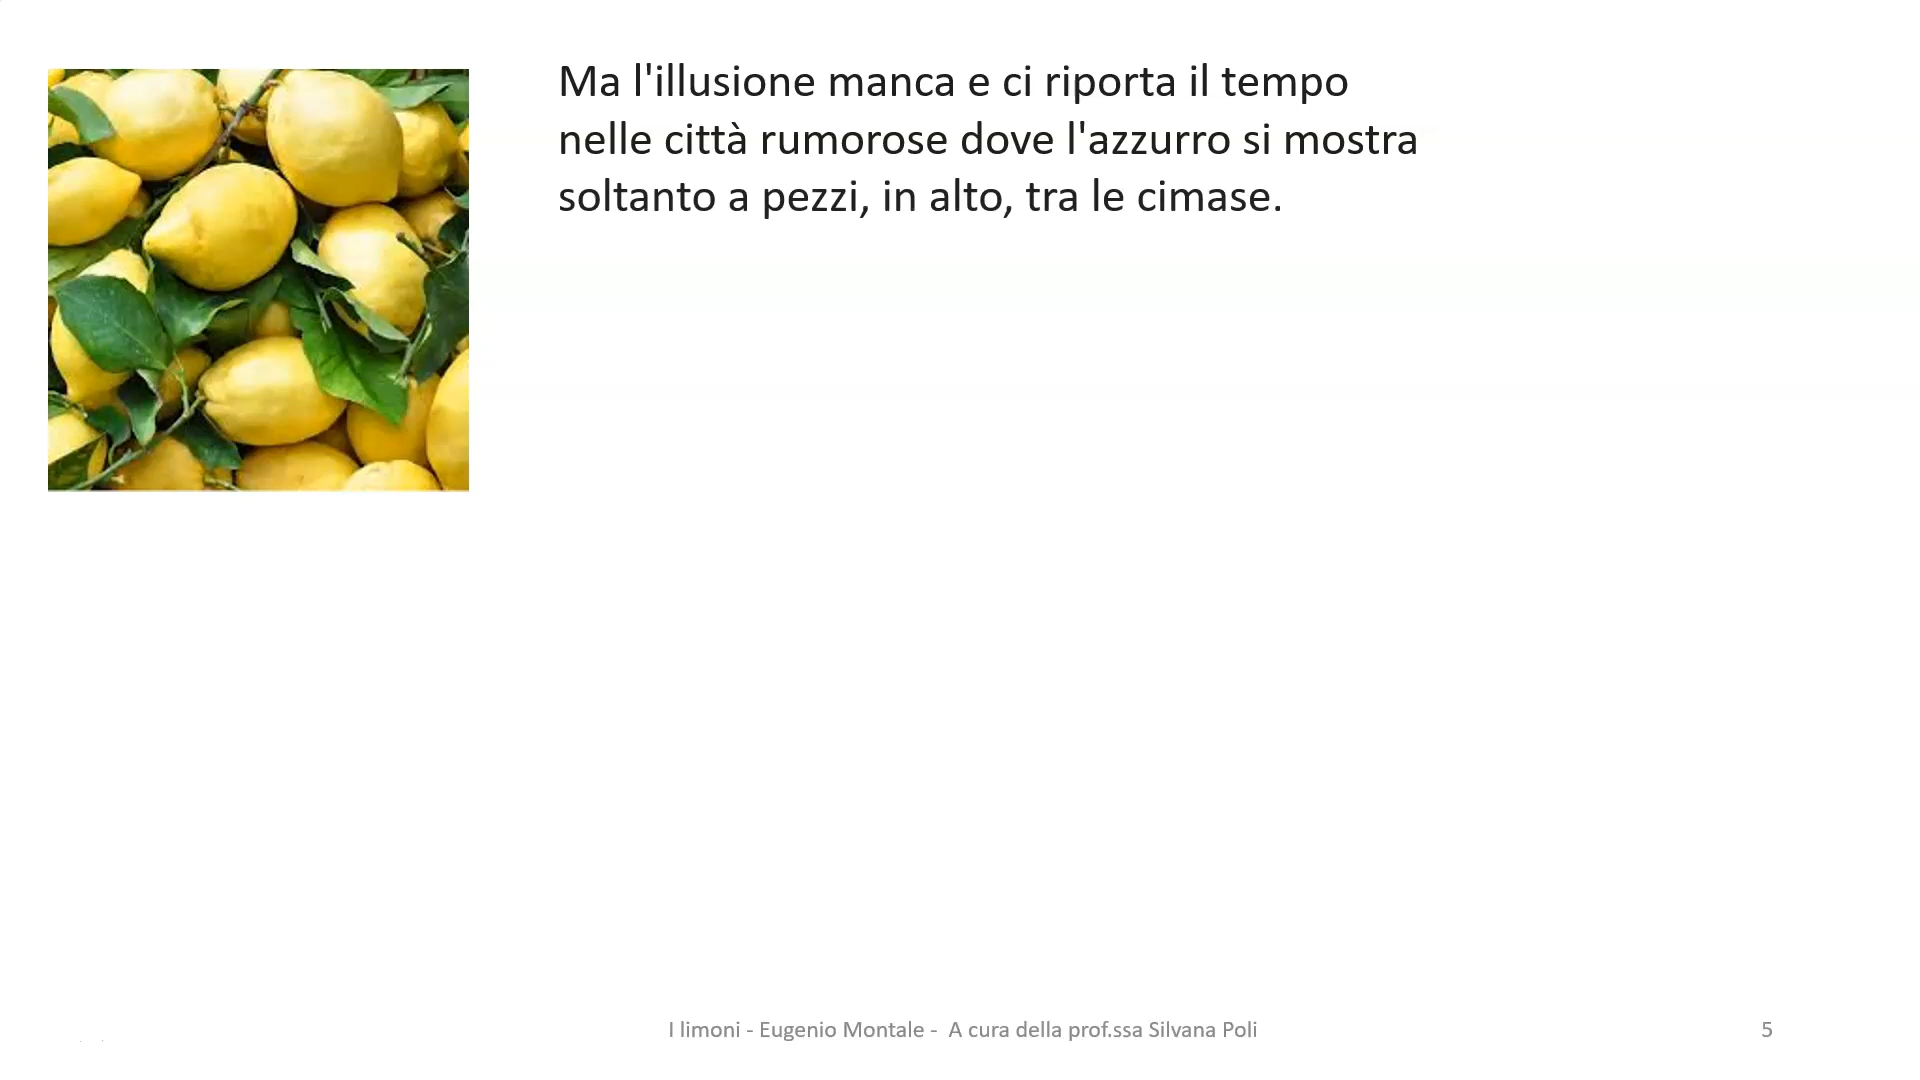 Ma l'illusione manca e ci riporta il tempo
nelle città rumorose dove l'azzurro si mostra
soltanto a pezzi, in alto, tra le cimase.
I limoni - Eugenio Montale - A cura della prof.ssa Silvana Poli
5